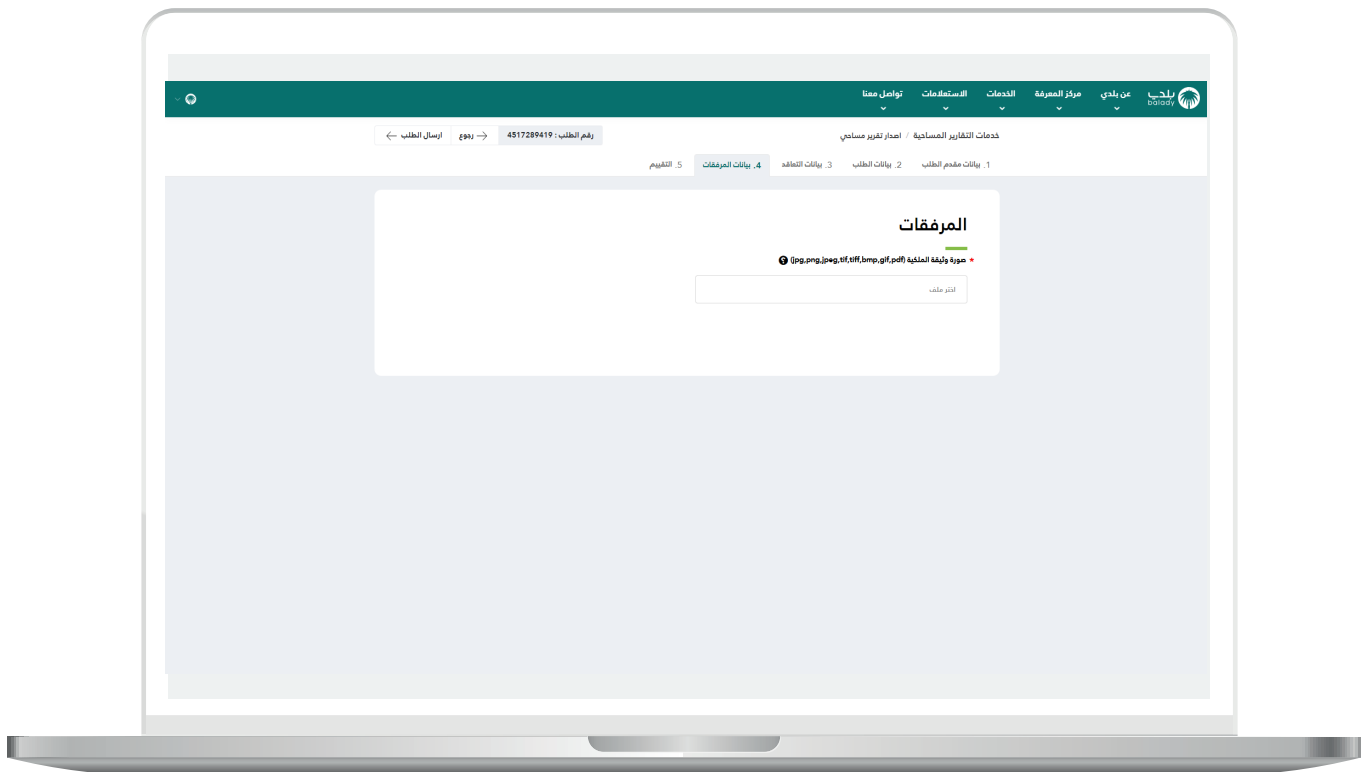 بلدي balady عن بلدي مركز المعرفة الخدمات الاستعلامات تواصل معنا
خدمات التقارير المساحية / اصدار تقرير مساحي رقم الطلب : 4517289419 رجوع ارسال الطلب
1. بيانات مقدم الطلب 2. بيانات الطلب 3. بيانات التعاقد 4. بيانات المرفقات 5. التقييم
المرفقات
* صورة وثيقة الملكية (jpg,png,jpeg,tif,tiff,bmp,gif,pdf) ?
اختر ملف